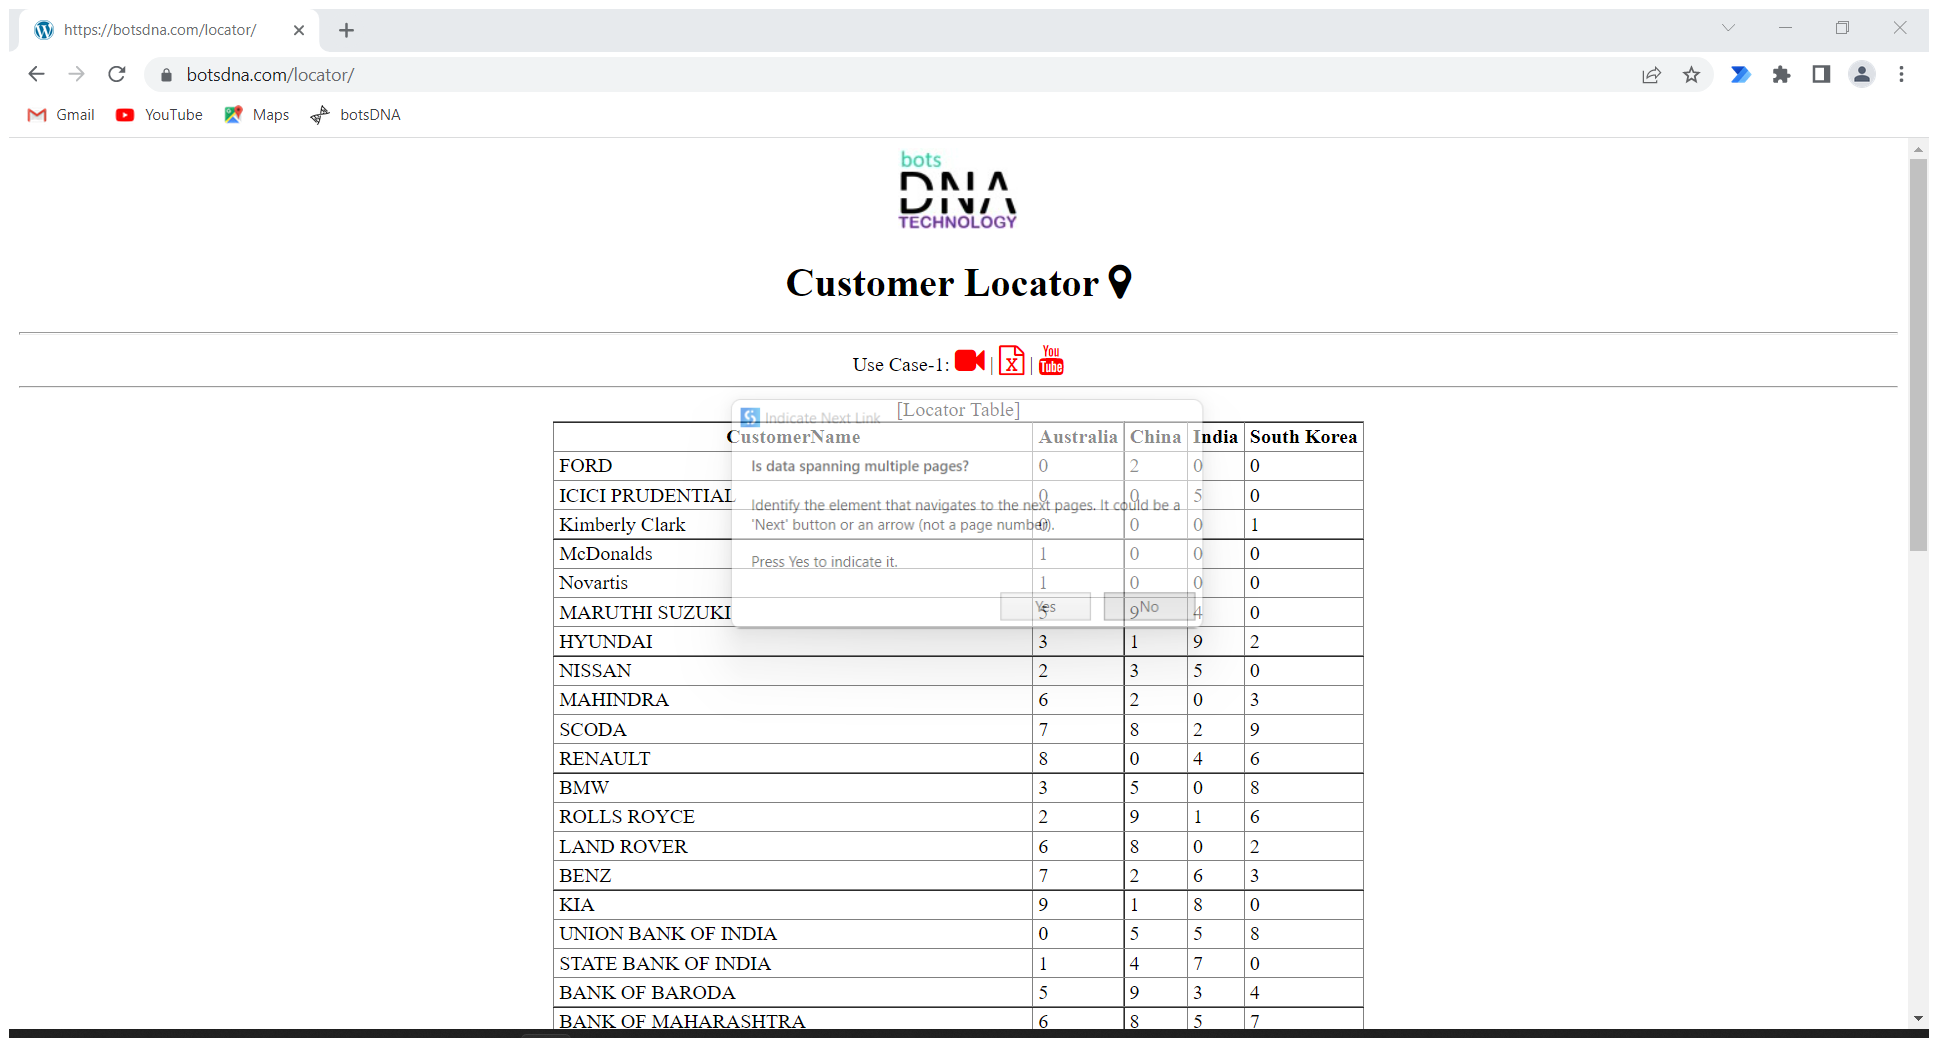 https://botsdna.com/locator/
botsdna.com/locator/
Gmail YouTube Maps botsDNA
bots
DNA
TECHNOLOGY
Customer Locator
Use Case-1: | X | You Tube
[Locator Table]
Indicate Next Link
CustomerName Australia China India South Korea
Is data spanning multiple pages?
Identify the element that navigates to the next pages. It could be a
'Next' button or an arrow (not a page number).
Press Yes to indicate it.
Yes No
FORD 0 2 0 0
ICICI PRUDENTIAL 0 0 5 0
Kimberly Clark 0 0 0 1
McDonalds 1 0 0 0
Novartis 1 0 0 0
MARUTHI SUZUKI 5 9 4 0
HYUNDAI 3 1 9 2
NISSAN 2 3 5 0
MAHINDRA 6 2 0 3
SCODA 7 8 2 9
RENAULT 8 0 4 6
BMW 3 5 0 8
ROLLS ROYCE 2 9 1 6
LAND ROVER 6 8 0 2
BENZ 7 2 6 3
KIA 9 1 8 0
UNION BANK OF INDIA 0 5 5 8
STATE BANK OF INDIA 1 4 7 0
BANK OF BARODA 5 9 3 4
BANK OF MAHARASHTRA 6 8 5 7